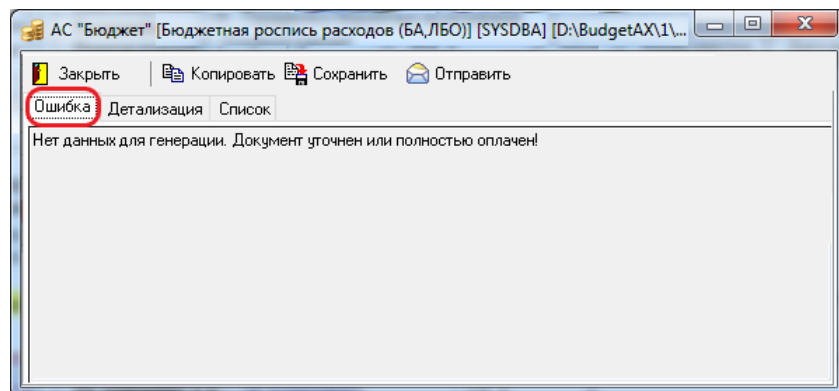 АС "Бюджет" [Бюджетная роспись расходов (БА,ЛБО)] [SYSDBA] [D:\BudgetAX\1\...
Закрыть Копировать Сохранить Отправить
Ошибка Детализация Список
Нет данных для генерации. Документ уточнен или полностью оплачен!